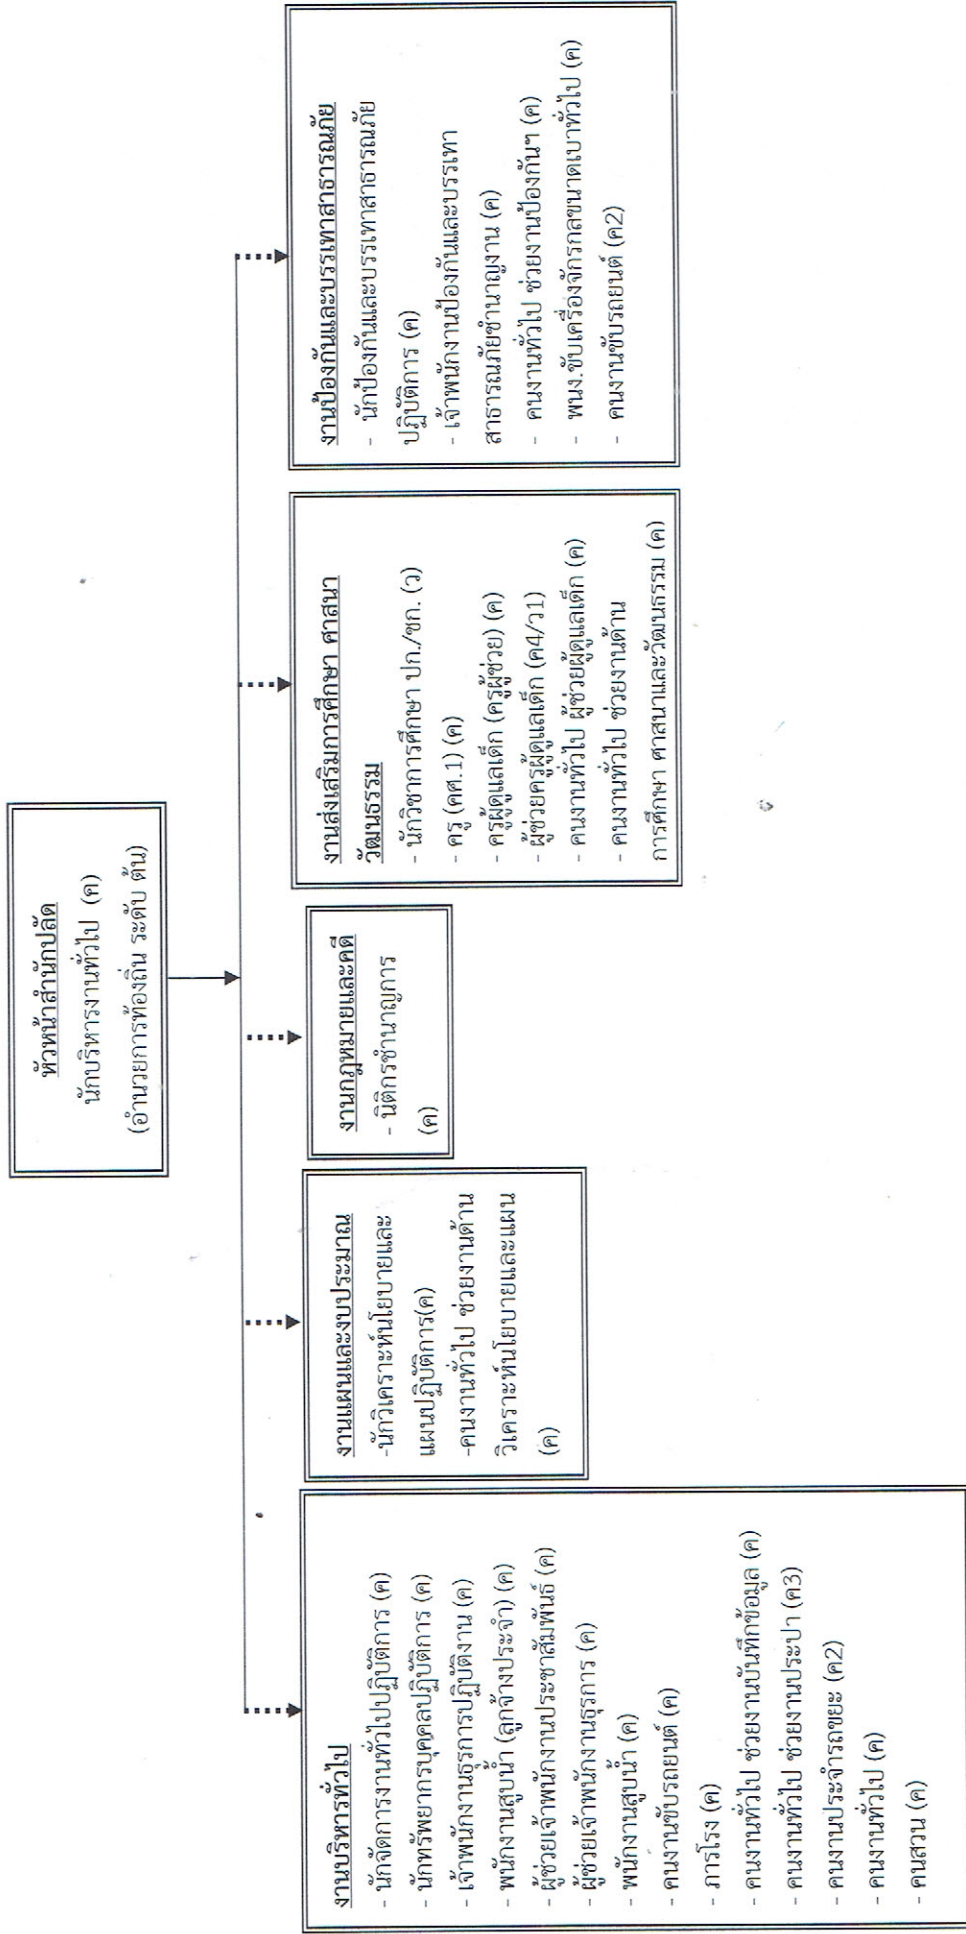 หัวหน้าสำนักปลัด
นักบริหารงานทั่วไป (ค)
(อำนวยการท้องถิ่น ระดับ ต้น)
งานบริหารทั่วไป
- นักจัดการงานทั่วไปปฏิบัติการ (ค)
- นักทรัพยากรบุคคลปฏิบัติการ (ค)
- เจ้าพนักงานธุรการปฏิบัติงาน (ค)
- พนักงานสูบน้ำ (ลูกจ้างประจำ) (ค)
- ผู้ช่วยเจ้าพนักงานประชาสัมพันธ์ (ค)
- ผู้ช่วยเจ้าพนักงานธุรการ (ค)
- พนักงานสูบน้ำ (ค)
- คนงานขับรถยนต์ (ค)
- ภารโรง (ค)
- คนงานทั่วไป ช่วยงานบันทึกข้อมูล (ค)
- คนงานทั่วไป ช่วยงานประปา (ค3)
- คนงานประจำรถขยะ (ค2)
- คนงานทั่วไป (ค)
- คนสวน (ค)
งานแผนและงบประมาณ
-นักวิเคราะห์นโยบายและ
แผนปฏิบัติการ(ค)
-คนงานทั่วไป ช่วยงานด้าน
วิเคราะห์นโยบายและแผน
(ค)
งานกฎหมายและคดี
- นิติกรชำนาญการ
(ค)
งานส่งเสริมการศึกษา ศาสนา
วัฒนธรรม
- นักวิชาการศึกษา ปก./ชก. (ว)
- ครู (คศ.1) (ค)
- ครูผู้ดูแลเด็ก (ครูผู้ช่วย) (ค)
- ผู้ช่วยครูผู้ดูแลเด็ก (ค4/ว1)
- คนงานทั่วไป ผู้ช่วยผู้ดูแลเด็ก (ค)
- คนงานทั่วไป ช่วยงานด้าน
การศึกษา ศาสนาและวัฒนธรรม (ค)
งานป้องกันและบรรเทาสาธารณภัย
- นักป้องกันและบรรเทาสาธารณภัย
ปฏิบัติการ (ค)
- เจ้าพนักงานป้องกันและบรรเทา
สาธารณภัยชำนาญงาน (ค)
- คนงานทั่วไป ช่วยงานป้องกันฯ (ค)
- พนง.ขับเครื่องจักรกลขนาดเบาทั่วไป (ค)
- คนงานขับรถยนต์ (ค2)